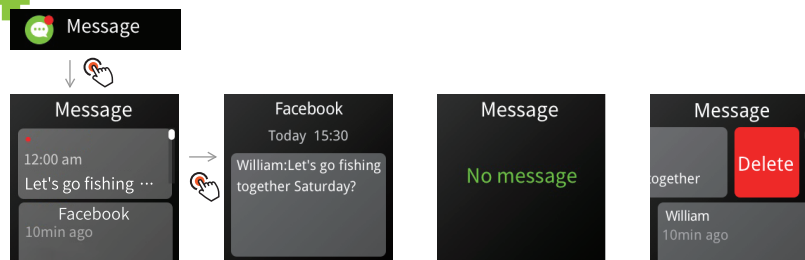 Message
Message
12:00 am
Let's go fishing ···
Facebook
10min ago
Facebook
Today 15:30
William:Let's go fishing
together Saturday?
Message
No message
Message
ogether
Delete
William
10min ago